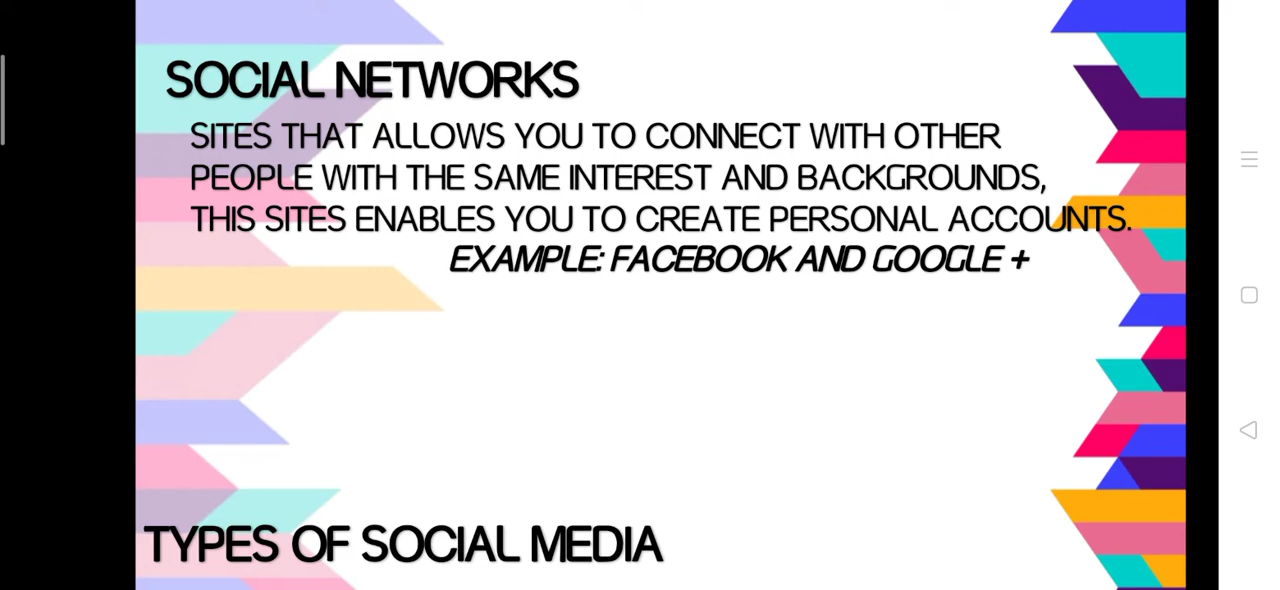 SOCIAL NETWORKS
SITES THAT ALLOWS YOU TO CONNECT WITH OTHER
PEOPLE WITH THE SAME INTEREST AND BACKGROUNDS,
THIS SITES ENABLES YOU TO CREATE PERSONAL ACCOUNTS.
EXAMPLE: FACEBOOK AND GOOGLE +
TYPES OF SOCIAL MEDIA